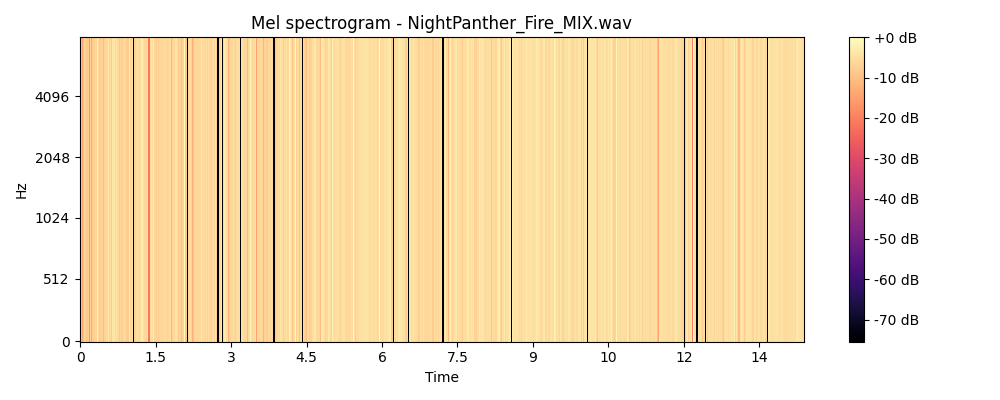 Mel spectrogram - NightPanther_Fire_MIX.wav
+0 dB
-10 dB
-20 dB
-30 dB
-40 dB
-50 dB
-60 dB
-70 dB
4096
2048
1024
512
0
Hz
0 1.5 3 4.5 6 7.5 9 10 12 14
Time